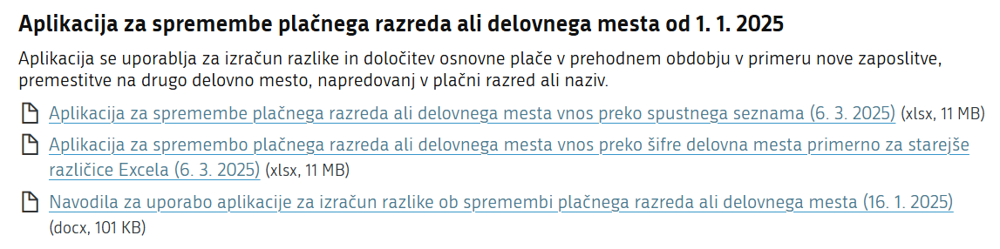 Aplikacija za spremembe plačnega razreda ali delovnega mesta od 1. 1. 2025
Aplikacija se uporablja za izračun razlike in določitev osnovne plače v prehodnem obdobju v primeru nove zaposlitve,
premestitve na drugo delovno mesto, napredovanj v plačni razred ali naziv.
Aplikacija za spremembe plačnega razreda ali delovnega mesta vnos preko spustnega seznama (6. 3. 2025) (xlsx, 11 MB)
Aplikacija za spremembo plačnega razreda ali delovnega mesta vnos preko šifre delovna mesta primerno za starejše
različice Excela (6. 3. 2025) (xlsx, 11 MB)
Navodila za uporabo aplikacije za izračun razlike ob spremembi plačnega razreda ali delovnega mesta (16. 1. 2025)
(docx, 101 KB)